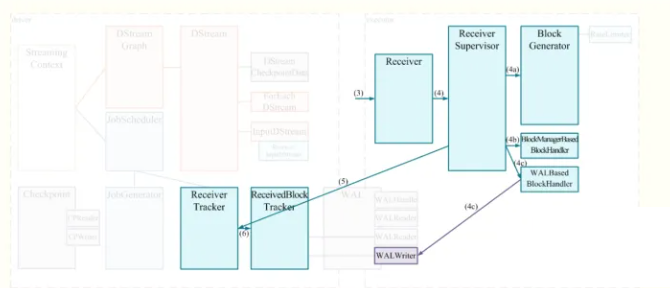 driver
executor
Streaming
Context
DStream
Graph
DStream
DStream
CheckpointData
ForEach
DStream
InputDStream
Receiver
InputDStream
JobScheduler
Checkpoint
CPReader
CPWriter
JobGenerator
Receiver
Tracker
ReceivedBlock
Tracker
(6)
WAL
WALHandle
WALReader
WALReader
WALWriter
(3)
Receiver
(4)
Receiver
Supervisor
(4a)
Block
Generator
RateLimiter
(4b)
BlockManagerBased
BlockHandler
(4c)
WALBased
BlockHandler
(5)
(4c)